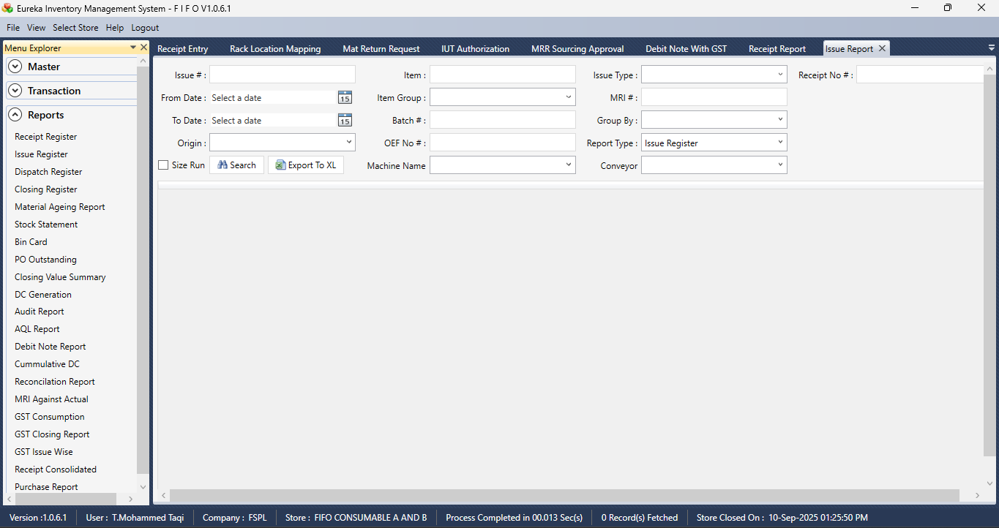 Eureka Inventory Management System - F I F O V1.0.6.1
File View Select Store Help Logout
Menu Explorer
Receipt Entry Rack Location Mapping Mat Return Request IUT Authorization MRR Sourcing Approval Debit Note With GST Receipt Report Issue Report
Master
Transaction
Reports
Receipt Register
Issue Register
Dispatch Register
Closing Register
Material Ageing Report
Stock Statement
Bin Card
PO Outstanding
Closing Value Summary
DC Generation
Audit Report
AQL Report
Debit Note Report
Cummulative DC
Reconcilation Report
MRI Against Actual
GST Consumption
GST Closing Report
GST Issue Wise
Receipt Consolidated
Purchase Report
Issue # : Item : Issue Type : Receipt No # :
From Date : Select a date 15 Item Group : MRI # :
To Date : Select a date 15 Batch # : Group By :
Origin : OEF No # : Report Type : Issue Register
Size Run Search Export To XL Machine Name Conveyor
Version :1.0.6.1 User : T.Mohammed Taqi Company : FSPL Store : FIFO CONSUMABLE A AND B Process Completed in 00.013 Sec(s) 0 Record(s) Fetched Store Closed On : 10-Sep-2025 01:25:50 PM